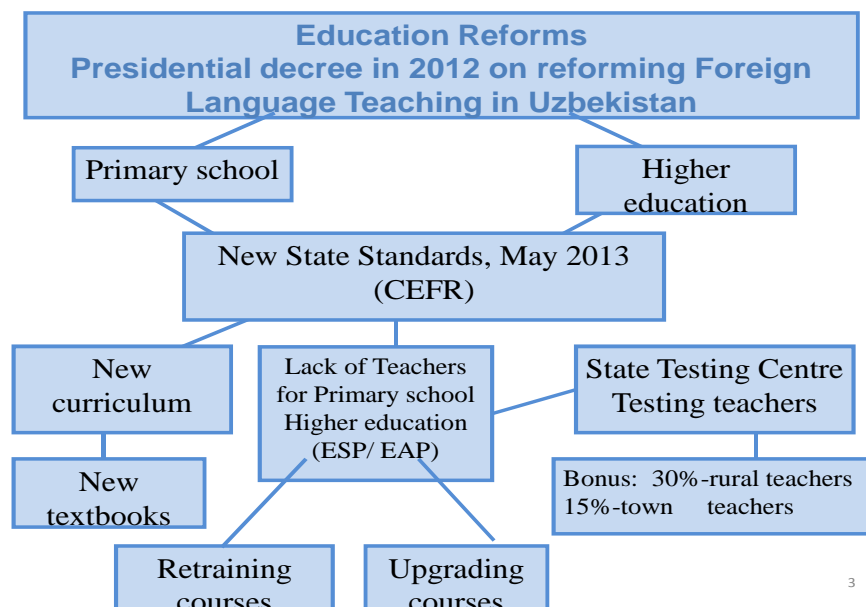 Education Reforms
Presidential decree in 2012 on reforming Foreign
Language Teaching in Uzbekistan
Primary school
Higher
education
New State Standards, May 2013
(CEFR)
New
curriculum
Lack of Teachers
for Primary school
Higher education
(ESP/ EAP)
State Testing Centre
Testing teachers
New
textbooks
Bonus: 30%-rural teachers
15%-town teachers
Retraining
courses
Upgrading
courses
3